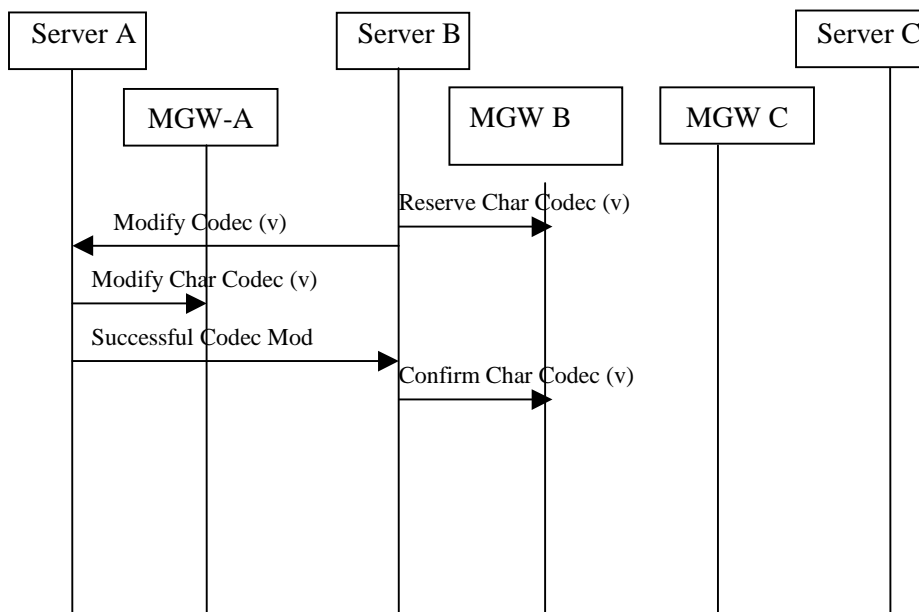 Server A
Server B
Server C
MGW-A
MGW B
MGW C
Reserve Char Codec (v)
Modify Codec (v)
Modify Char Codec (v)
Successful Codec Mod
Confirm Char Codec (v)